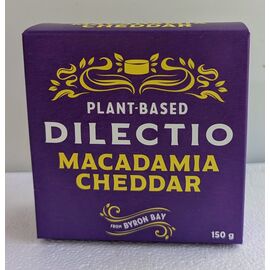 PLANT-BASED
DILECTIO
MACADAMIA
CHEDDAR
FROM BYRON BAY
150 g